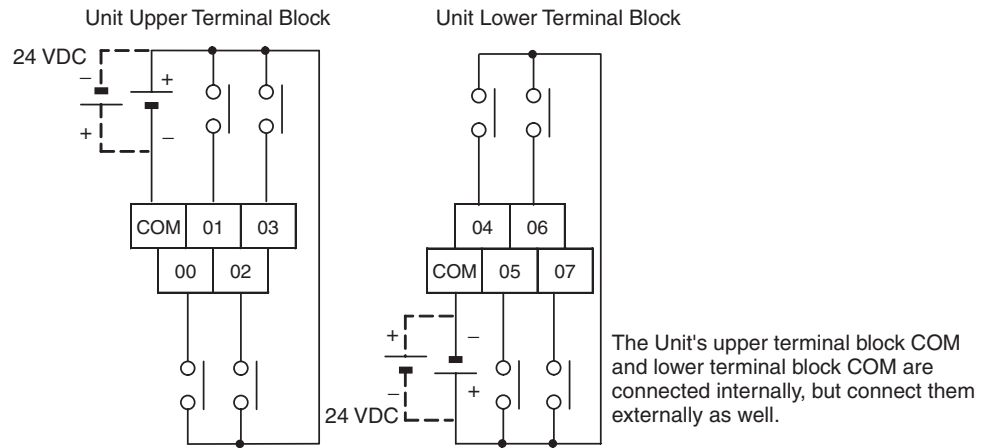 Unit Upper Terminal Block
Unit Lower Terminal Block
24 VDC
–
+
+
–
COM 01 03
00 02
04 06
COM 05 07
+
–
–
+
24 VDC
The Unit's upper terminal block COM
and lower terminal block COM are
connected internally, but connect them
externally as well.